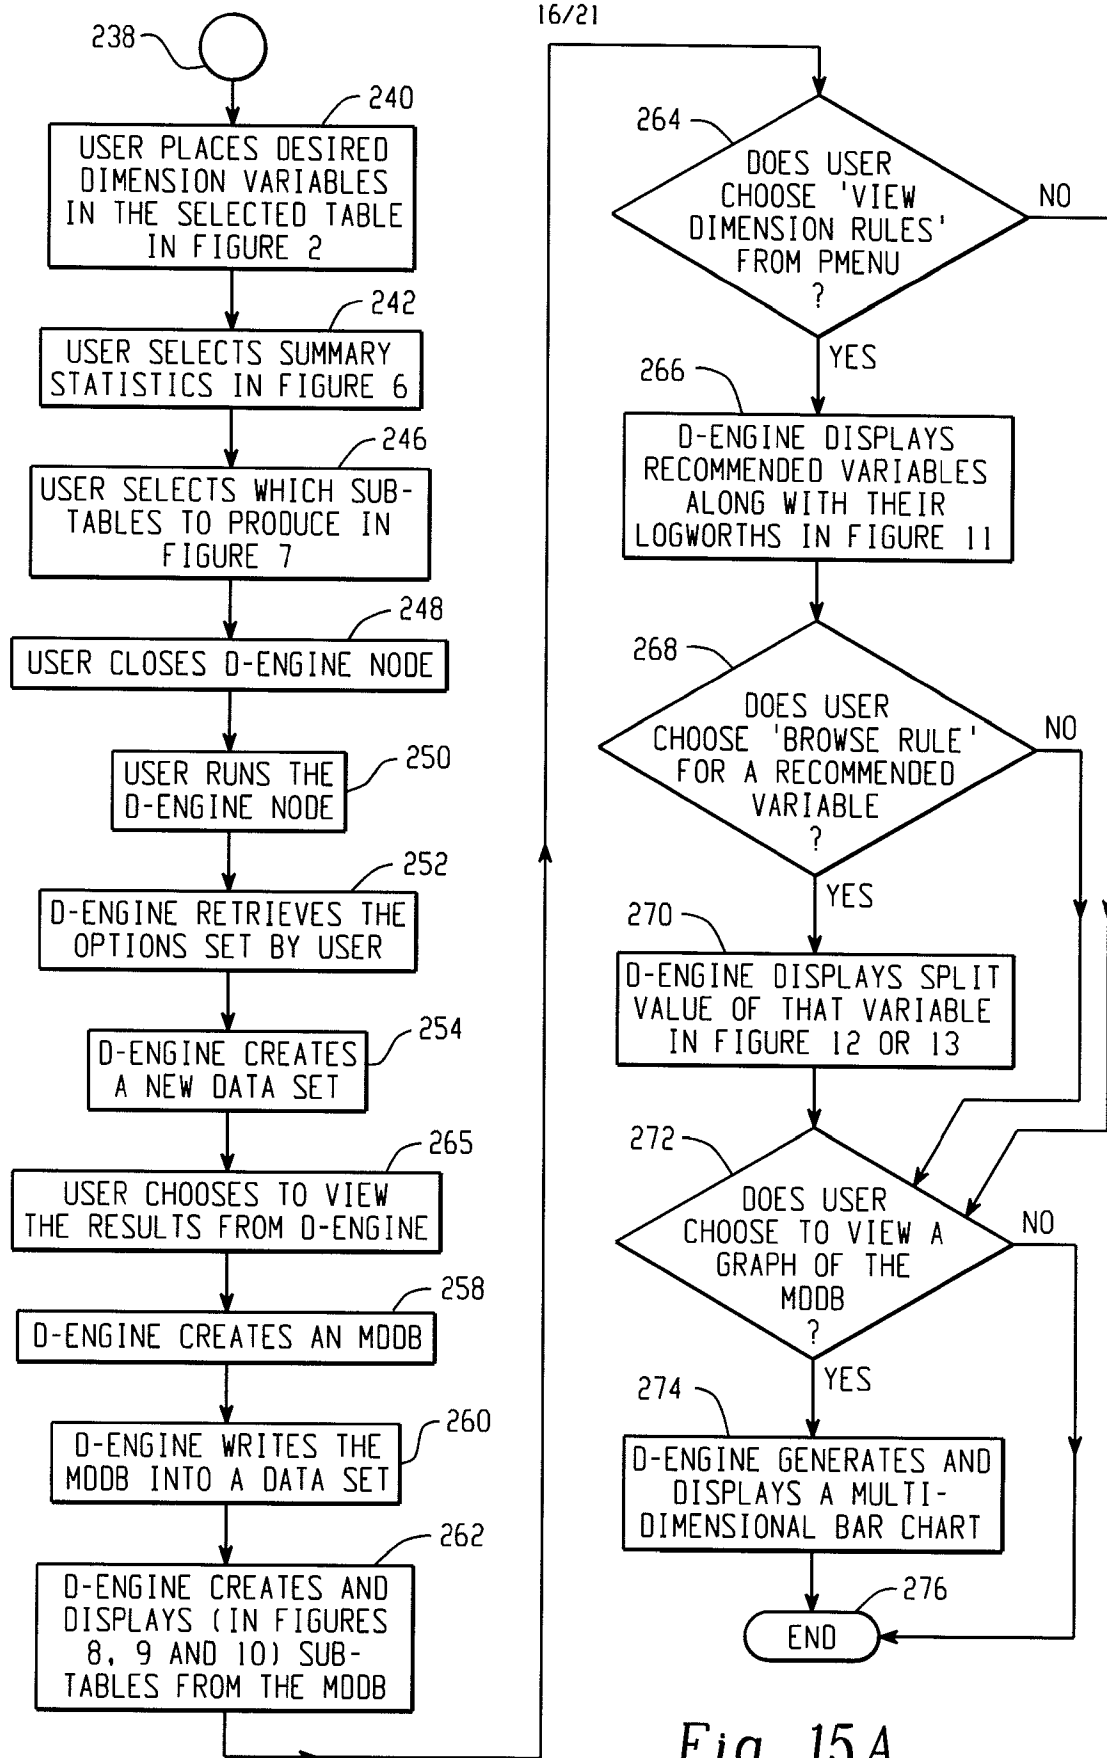 16/21
238
240
USER PLACES DESIRED
DIMENSION VARIABLES
IN THE SELECTED TABLE
IN FIGURE 2
242
USER SELECTS SUMMARY
STATISTICS IN FIGURE 6
246
USER SELECTS WHICH SUB-
TABLES TO PRODUCE IN
FIGURE 7
248
USER CLOSES D-ENGINE NODE
250
USER RUNS THE
D-ENGINE NODE
252
D-ENGINE RETRIEVES THE
OPTIONS SET BY USER
254
D-ENGINE CREATES
A NEW DATA SET
265
USER CHOOSES TO VIEW
THE RESULTS FROM D-ENGINE
258
D-ENGINE CREATES AN MDDB
260
D-ENGINE WRITES THE
MDDB INTO A DATA SET
262
D-ENGINE CREATES AND
DISPLAYS (IN FIGURES
8, 9 AND 10) SUB-
TABLES FROM THE MDDB
264
DOES USER
CHOOSE 'VIEW
DIMENSION RULES'
FROM PMENU
?
NO
YES
266
D-ENGINE DISPLAYS
RECOMMENDED VARIABLES
ALONG WITH THEIR
LOGWORTHS IN FIGURE 11
268
DOES USER
CHOOSE 'BROWSE RULE'
FOR A RECOMMENDED
VARIABLE
?
NO
YES
270
D-ENGINE DISPLAYS SPLIT
VALUE OF THAT VARIABLE
IN FIGURE 12 OR 13
272
DOES USER
CHOOSE TO VIEW A
GRAPH OF THE
MDDB
?
NO
YES
274
D-ENGINE GENERATES AND
DISPLAYS A MULTI-
DIMENSIONAL BAR CHART
276
END
Fig. 15A